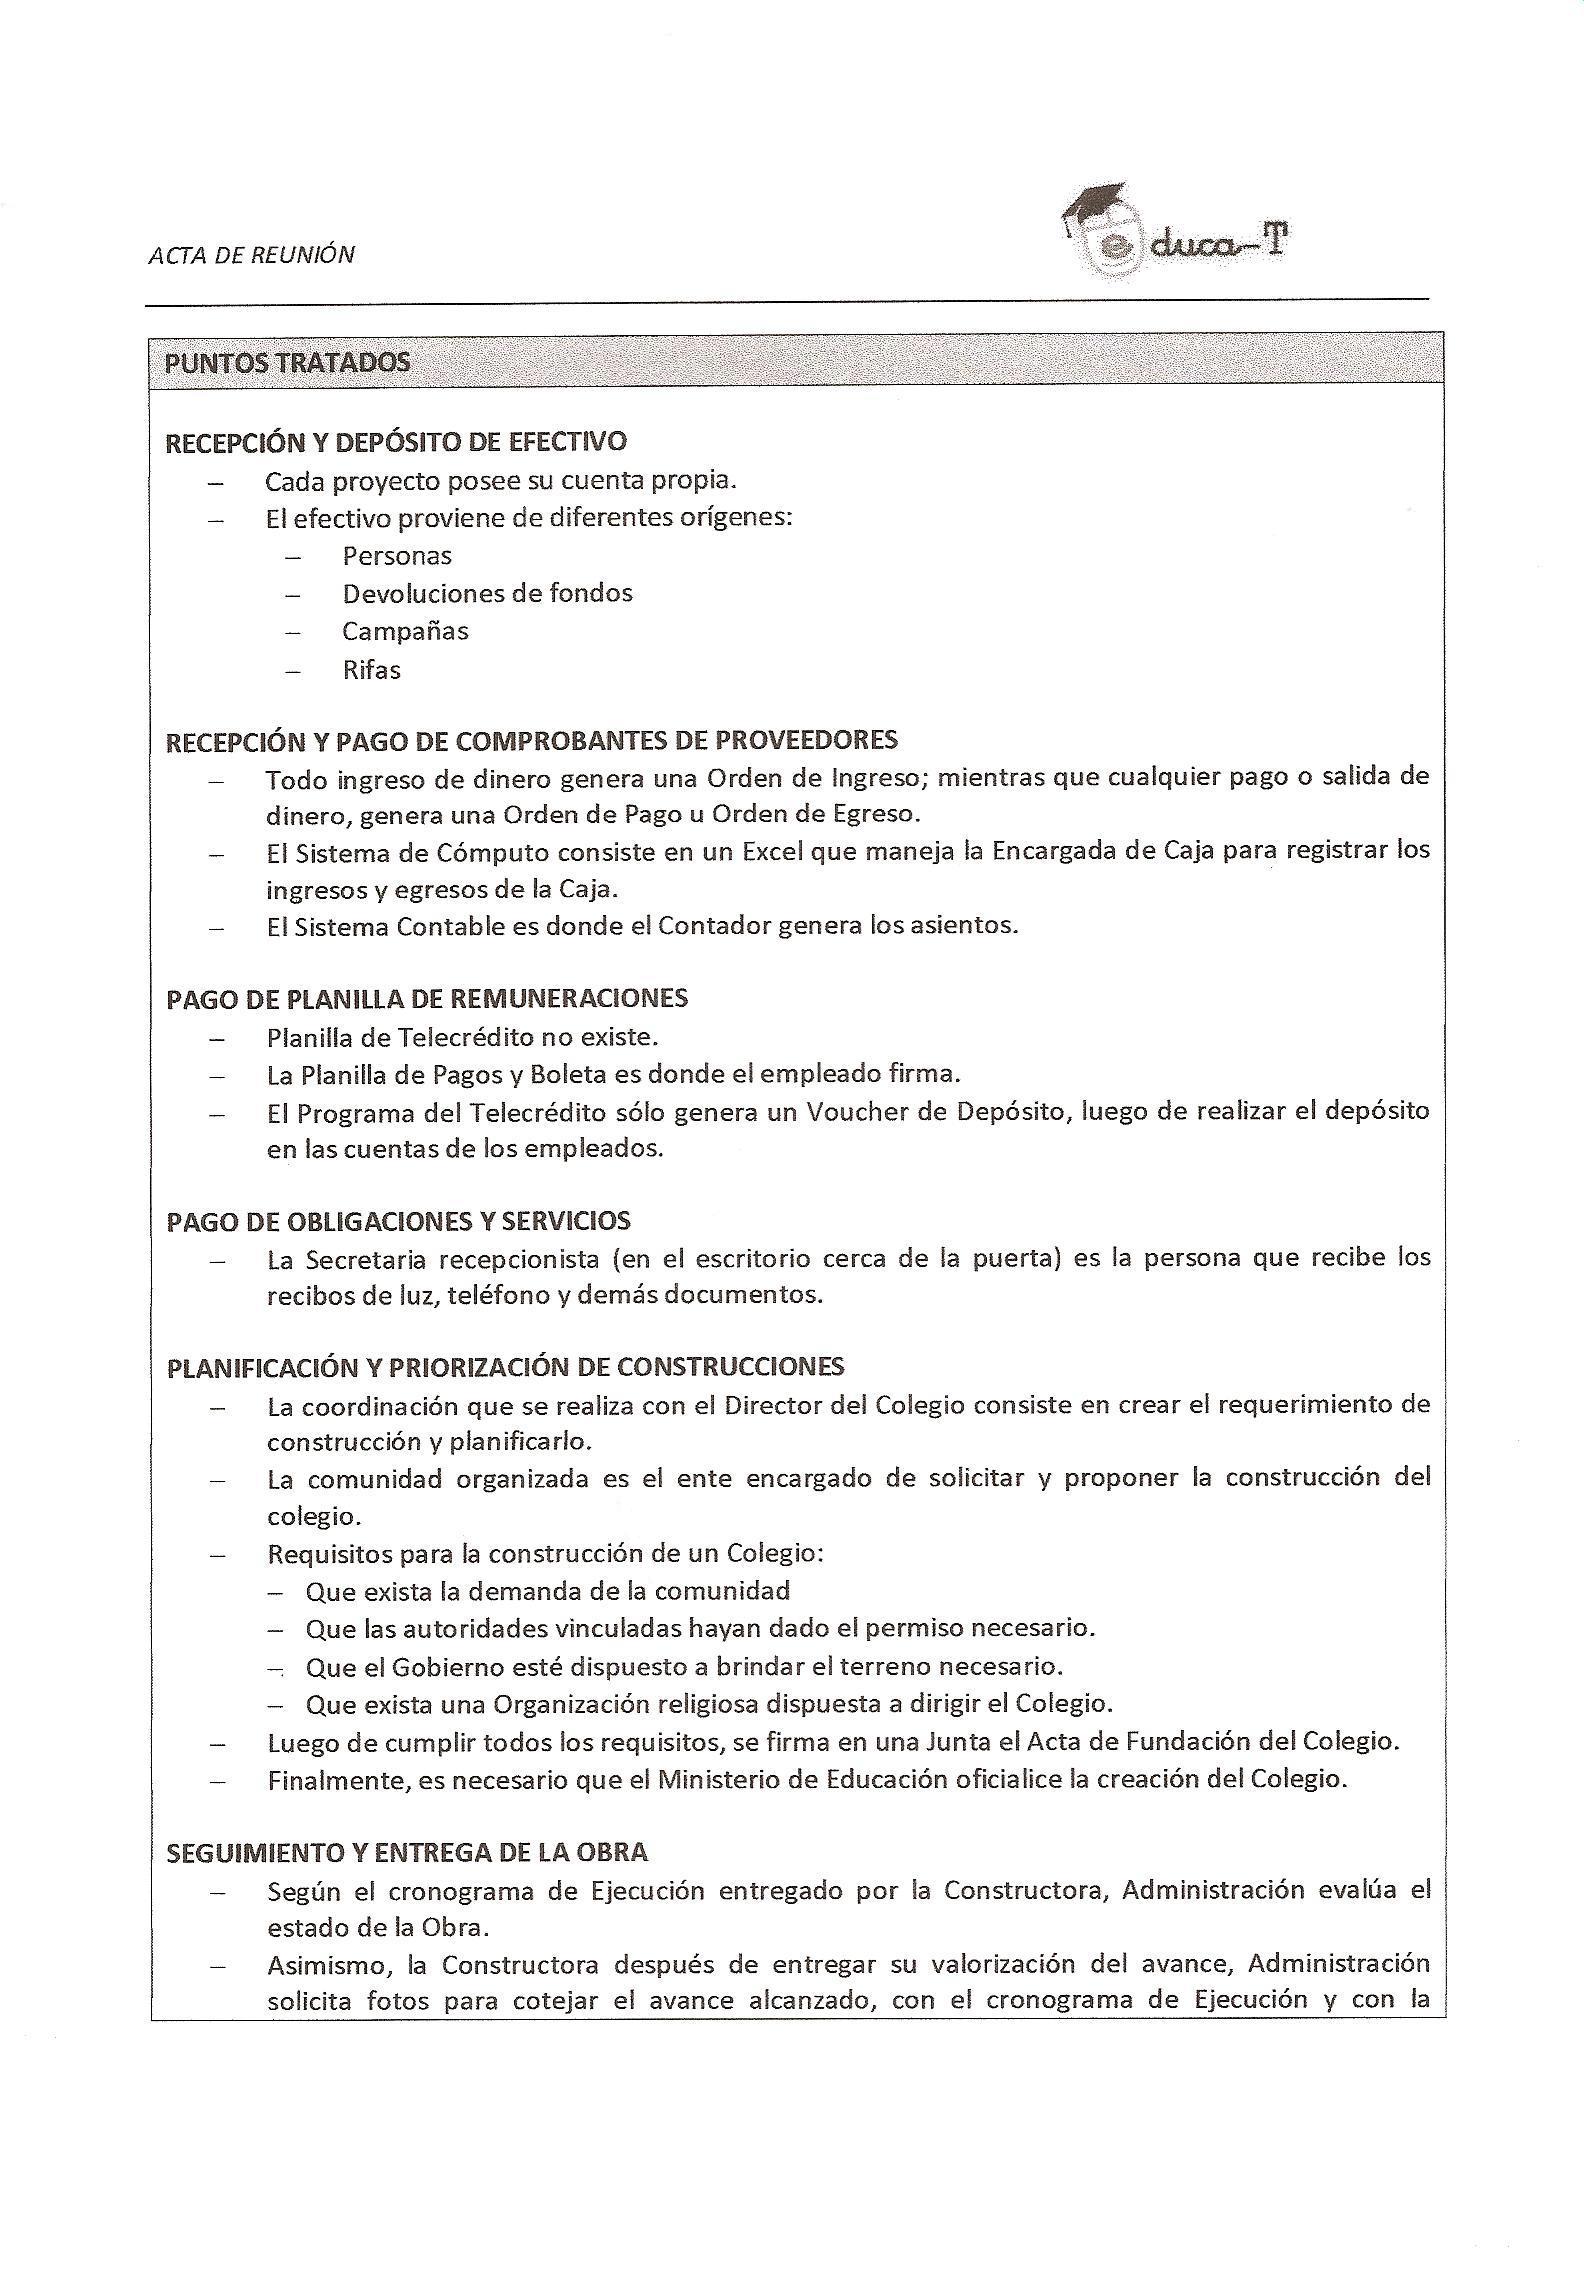 ACTA DE REUNIÓN
educa-T
PUNTOS TRATADOS
RECEPCIÓN Y DEPÓSITO DE EFECTIVO
– Cada proyecto posee su cuenta propia.
– El efectivo proviene de diferentes orígenes:
– Personas
– Devoluciones de fondos
– Campañas
– Rifas
RECEPCIÓN Y PAGO DE COMPROBANTES DE PROVEEDORES
– Todo ingreso de dinero genera una Orden de Ingreso; mientras que cualquier pago o salida de
dinero, genera una Orden de Pago u Orden de Egreso.
– El Sistema de Cómputo consiste en un Excel que maneja la Encargada de Caja para registrar los
ingresos y egresos de la Caja.
– El Sistema Contable es donde el Contador genera los asientos.
PAGO DE PLANILLA DE REMUNERACIONES
– Planilla de Telecrédito no existe.
– La Planilla de Pagos y Boleta es donde el empleado firma.
– El Programa del Telecrédito sólo genera un Voucher de Depósito, luego de realizar el depósito
en las cuentas de los empleados.
PAGO DE OBLIGACIONES Y SERVICIOS
– La Secretaria recepcionista (en el escritorio cerca de la puerta) es la persona que recibe los
recibos de luz, teléfono y demás documentos.
PLANIFICACIÓN Y PRIORIZACIÓN DE CONSTRUCCIONES
– La coordinación que se realiza con el Director del Colegio consiste en crear el requerimiento de
construcción y planificarlo.
– La comunidad organizada es el ente encargado de solicitar y proponer la construcción del
colegio.
– Requisitos para la construcción de un Colegio:
– Que exista la demanda de la comunidad
– Que las autoridades vinculadas hayan dado el permiso necesario.
– Que el Gobierno esté dispuesto a brindar el terreno necesario.
– Que exista una Organización religiosa dispuesta a dirigir el Colegio.
– Luego de cumplir todos los requisitos, se firma en una Junta el Acta de Fundación del Colegio.
– Finalmente, es necesario que el Ministerio de Educación oficialice la creación del Colegio.
SEGUIMIENTO Y ENTREGA DE LA OBRA
– Según el cronograma de Ejecución entregado por la Constructora, Administración evalúa el
estado de la Obra.
– Asimismo, la Constructora después de entregar su valorización del avance, Administración
solicita fotos para cotejar el avance alcanzado, con el cronograma de Ejecución y con la